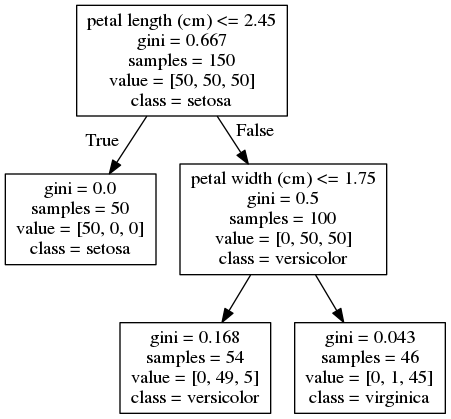 petal length (cm) <= 2.45
gini = 0.667
samples = 150
value = [50, 50, 50]
class = setosa
True
False
gini = 0.0
samples = 50
value = [50, 0, 0]
class = setosa
petal width (cm) <= 1.75
gini = 0.5
samples = 100
value = [0, 50, 50]
class = versicolor
gini = 0.168
samples = 54
value = [0, 49, 5]
class = versicolor
gini = 0.043
samples = 46
value = [0, 1, 45]
class = virginica